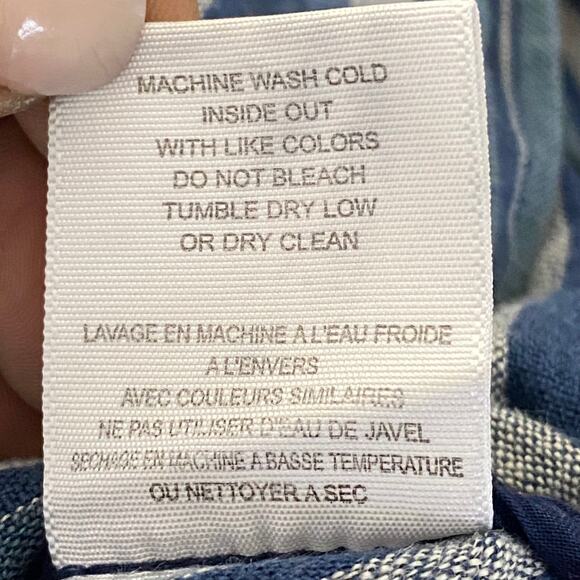 MACHINE WASH COLD
INSIDE OUT
WITH LIKE COLORS
DO NOT BLEACH
TUMBLE DRY LOW
OR DRY CLEAN
LAVAGE EN MACHINE A L'EAU FROIDE
A L'ENVERS
AVEC COULEURS SIMILAIRES
NE PAS UTILISER D'EAU DE JAVEL
SECHAGE EN MACHINE A BASSE TEMPERATURE
OU NETTOYER A SEC